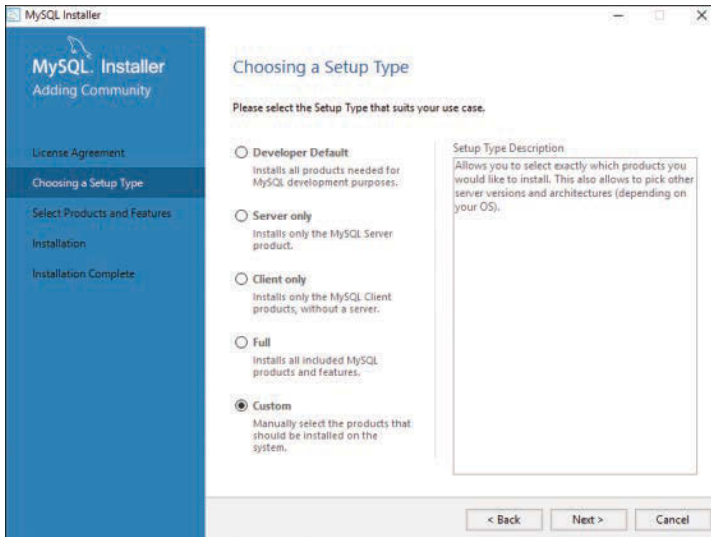 MySQL Installer
MySQL. Installer
Adding Community
License Agreement
Choosing a Setup Type
Select Products and Features
Installation
Installation Complete
Choosing a Setup Type
Please select the Setup Type that suits your use case.
Developer Default
Installs all products needed for
MySQL development purposes.
Server only
Installs only the MySQL Server
product.
Client only
Installs only the MySQL Client
products, without a server.
Full
Installs all included MySQL
products and features.
Custom
Manually select the products that
should be installed on the
system.
Setup Type Description
Allows you to select exactly which products you
would like to install. This also allows to pick other
server versions and architectures (depending on
your OS).
< Back
Next >
Cancel